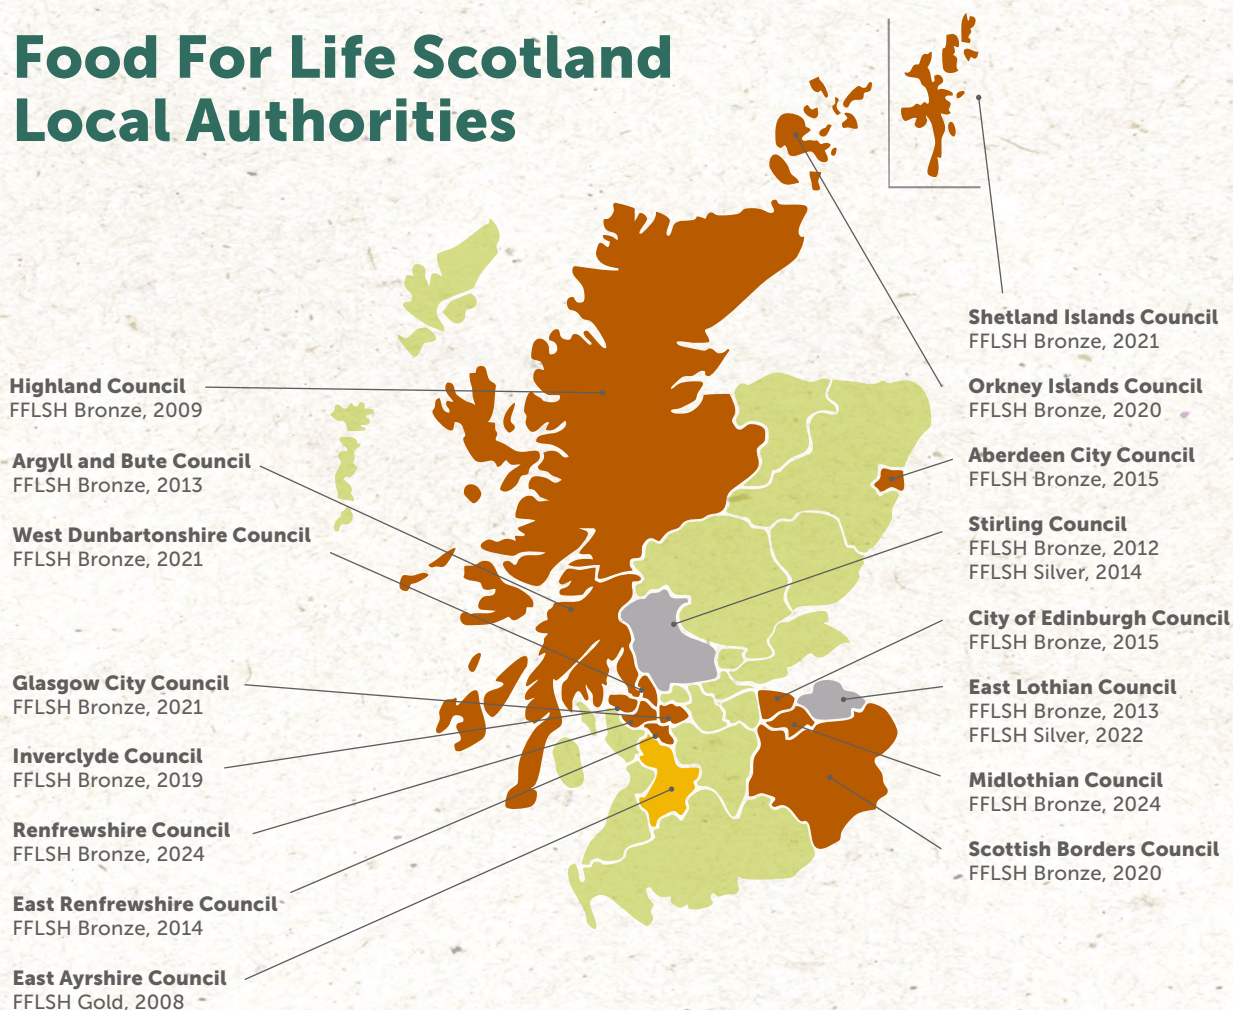 Food For Life Scotland
Local Authorities
Highland Council
FFLSH Bronze, 2009
Argyll and Bute Council
FFLSH Bronze, 2013
West Dunbartonshire Council
FFLSH Bronze, 2021
Glasgow City Council
FFLSH Bronze, 2021
Inverclyde Council
FFLSH Bronze, 2019
Renfrewshire Council
FFLSH Bronze, 2024
East Renfrewshire Council
FFLSH Bronze, 2014
East Ayrshire Council
FFLSH Gold, 2008
Shetland Islands Council
FFLSH Bronze, 2021
Orkney Islands Council
FFLSH Bronze, 2020
Aberdeen City Council
FFLSH Bronze, 2015
Stirling Council
FFLSH Bronze, 2012
FFLSH Silver, 2014
City of Edinburgh Council
FFLSH Bronze, 2015
East Lothian Council
FFLSH Bronze, 2013
FFLSH Silver, 2022
Midlothian Council
FFLSH Bronze, 2024
Scottish Borders Council
FFLSH Bronze, 2020